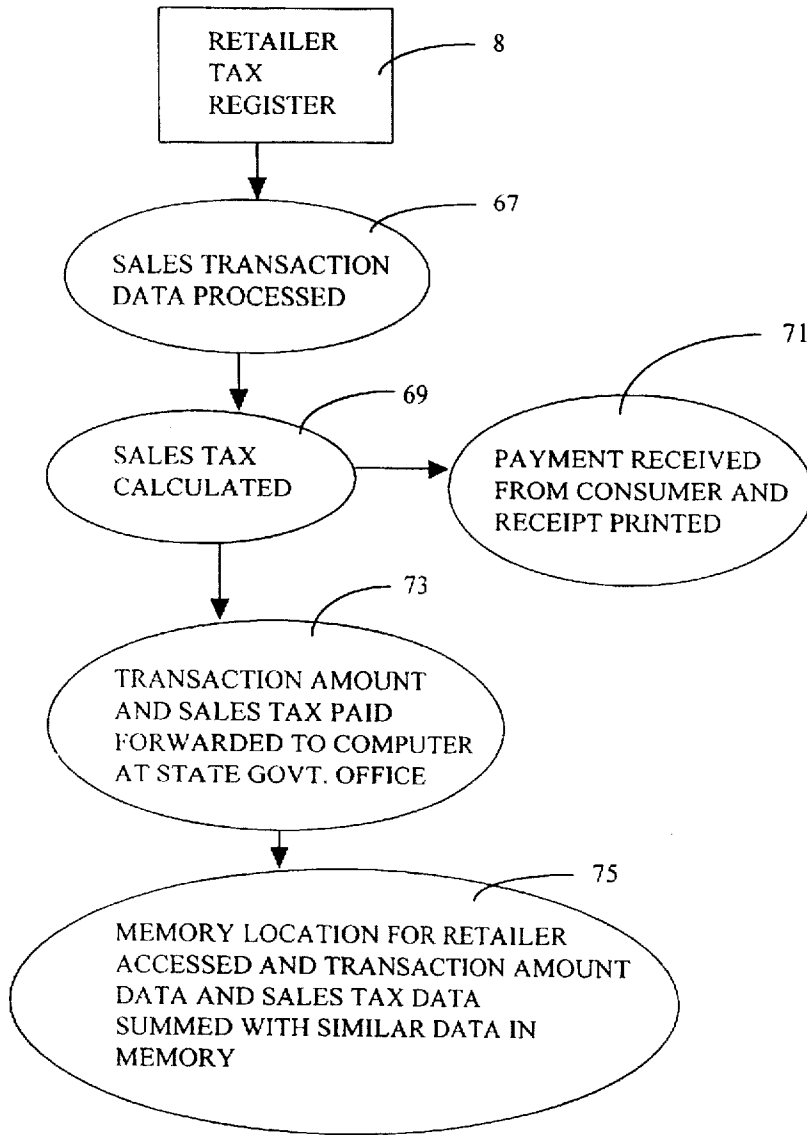 RETAILER
TAX
REGISTER
8
67
SALES TRANSACTION
DATA PROCESSED
71
69
SALES TAX
CALCULATED
PAYMENT RECEIVED
FROM CONSUMER AND
RECEIPT PRINTED
73
TRANSACTION AMOUNT
AND SALES TAX PAID
FORWARDED TO COMPUTER
AT STATE GOVT. OFFICE
75
MEMORY LOCATION FOR RETAILER
ACCESSED AND TRANSACTION AMOUNT
DATA AND SALES TAX DATA
SUMMED WITH SIMILAR DATA IN
MEMORY